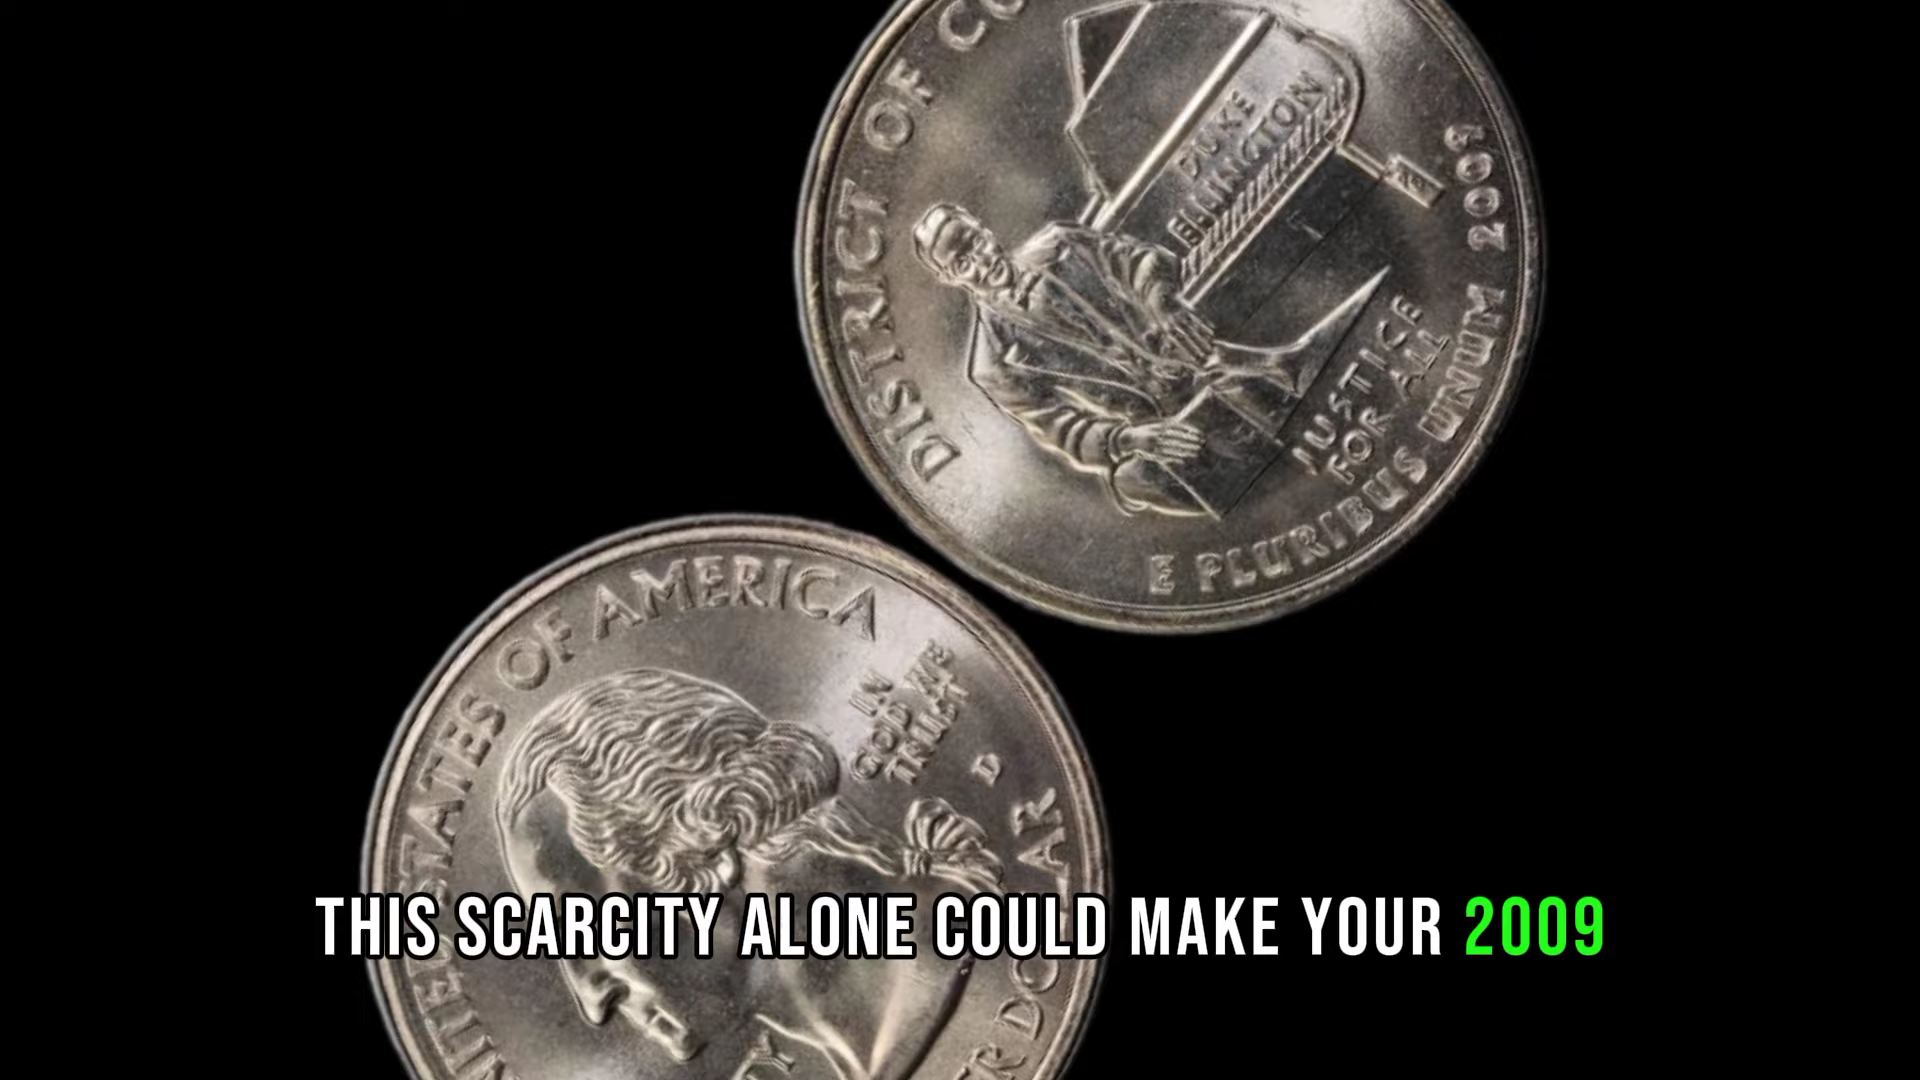 DISTRICT OF CO
DUKE
ELLINGTON
JUSTICE
FOR ALL
E PLURIBUS UNUM 2009
STATES OF AMERICA
IN
GOD WE
TRUST
D
THIS SCARCITY ALONE COULD MAKE YOUR 2009